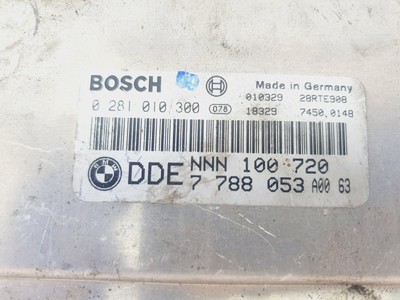 BOSCH Made in Germany
010329 28RTE908
0 281 010 300 078 18329 7450.0148
BMW DDE NNN 100 720
7 788 053 A00 63